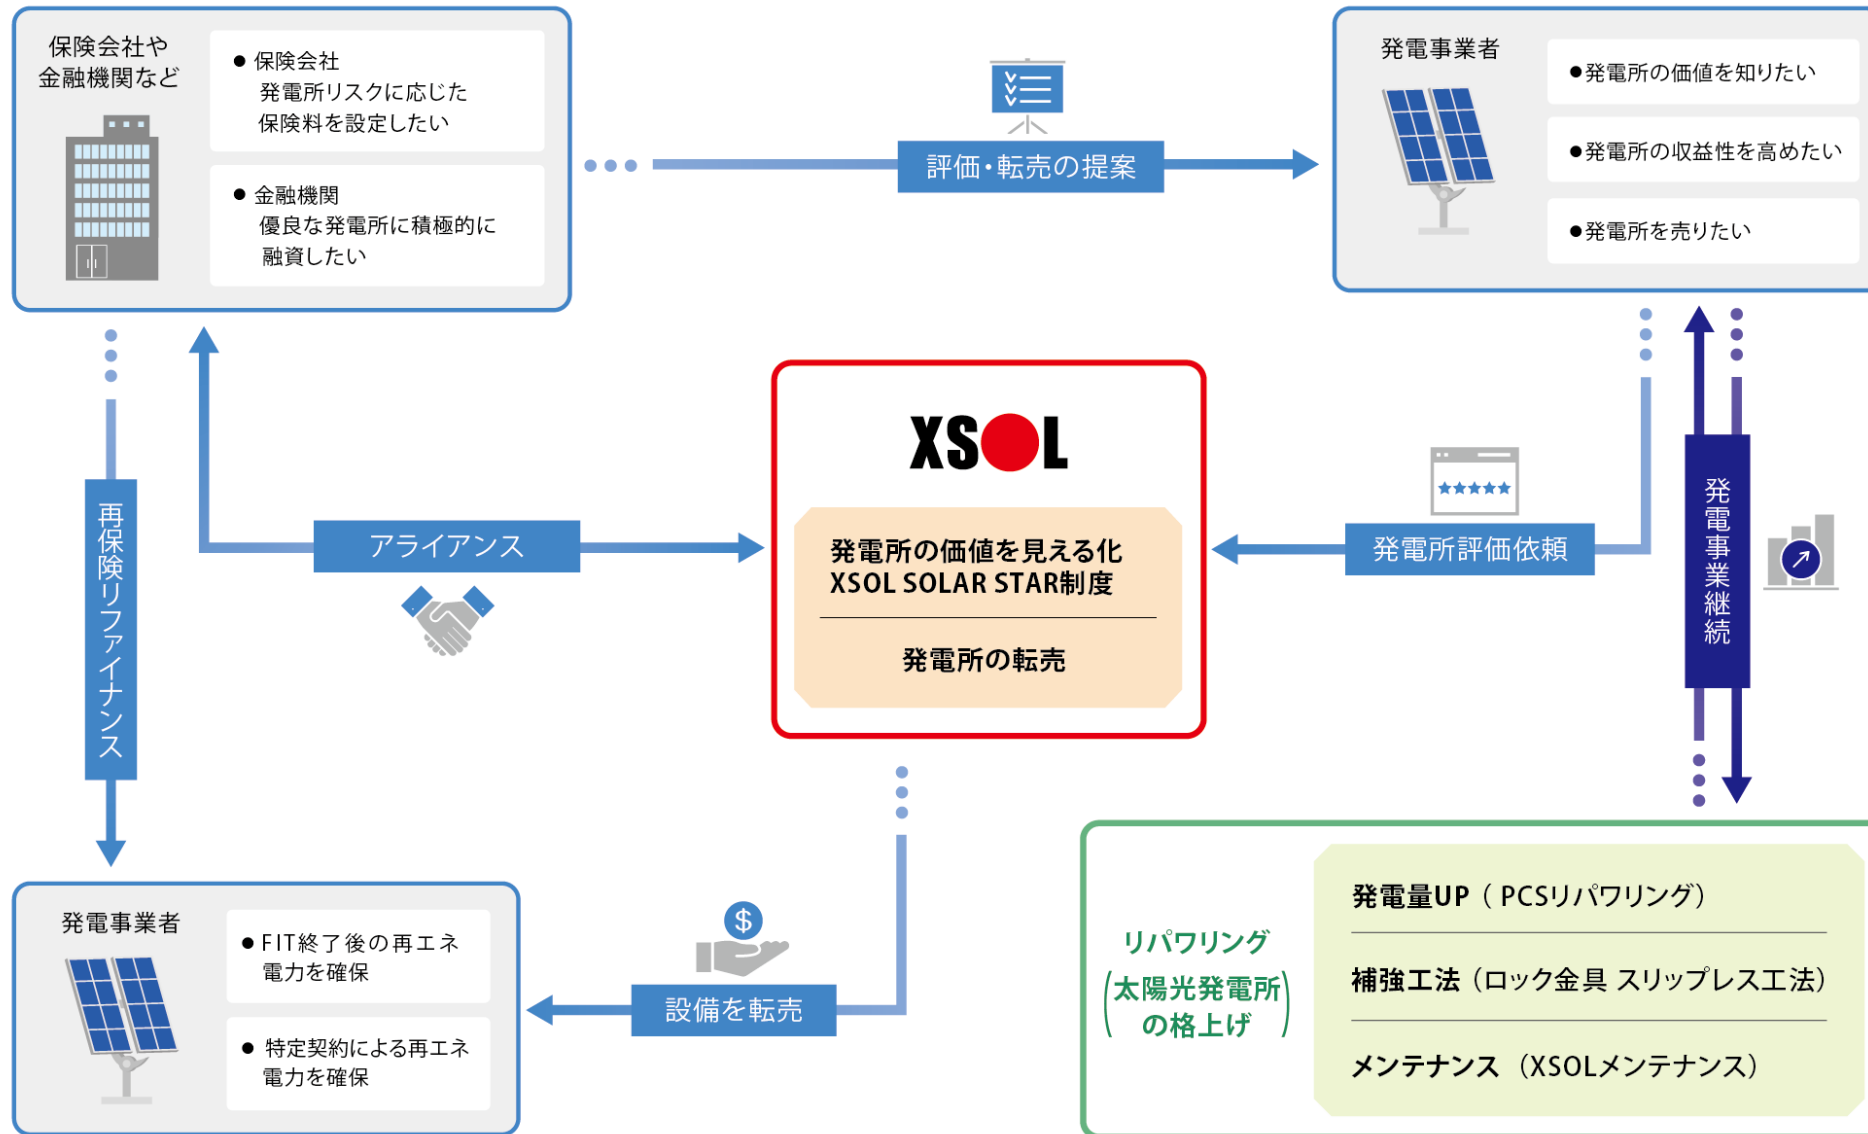 保険会社や
金融機関など
● 保険会社
発電所リスクに応じた
保険料を設定したい
● 金融機関
優良な発電所に積極的に
融資したい
評価・転売の提案
発電事業者
●発電所の価値を知りたい
●発電所の収益性を高めたい
●発電所を売りたい
アライアンス
再保険リファイナンス
XSOL
発電所の価値を見える化
XSOL SOLAR STAR制度
発電所の転売
発電所評価依頼
発電事業継続
発電事業者
● FIT終了後の再エネ
電力を確保
● 特定契約による再エネ
電力を確保
$
設備を転売
リパワリング
(太陽光発電所
の格上げ)
発電量UP（PCSリパワリング）
補強工法（ロック金具 スリップレス工法）
メンテナンス（XSOLメンテナンス）